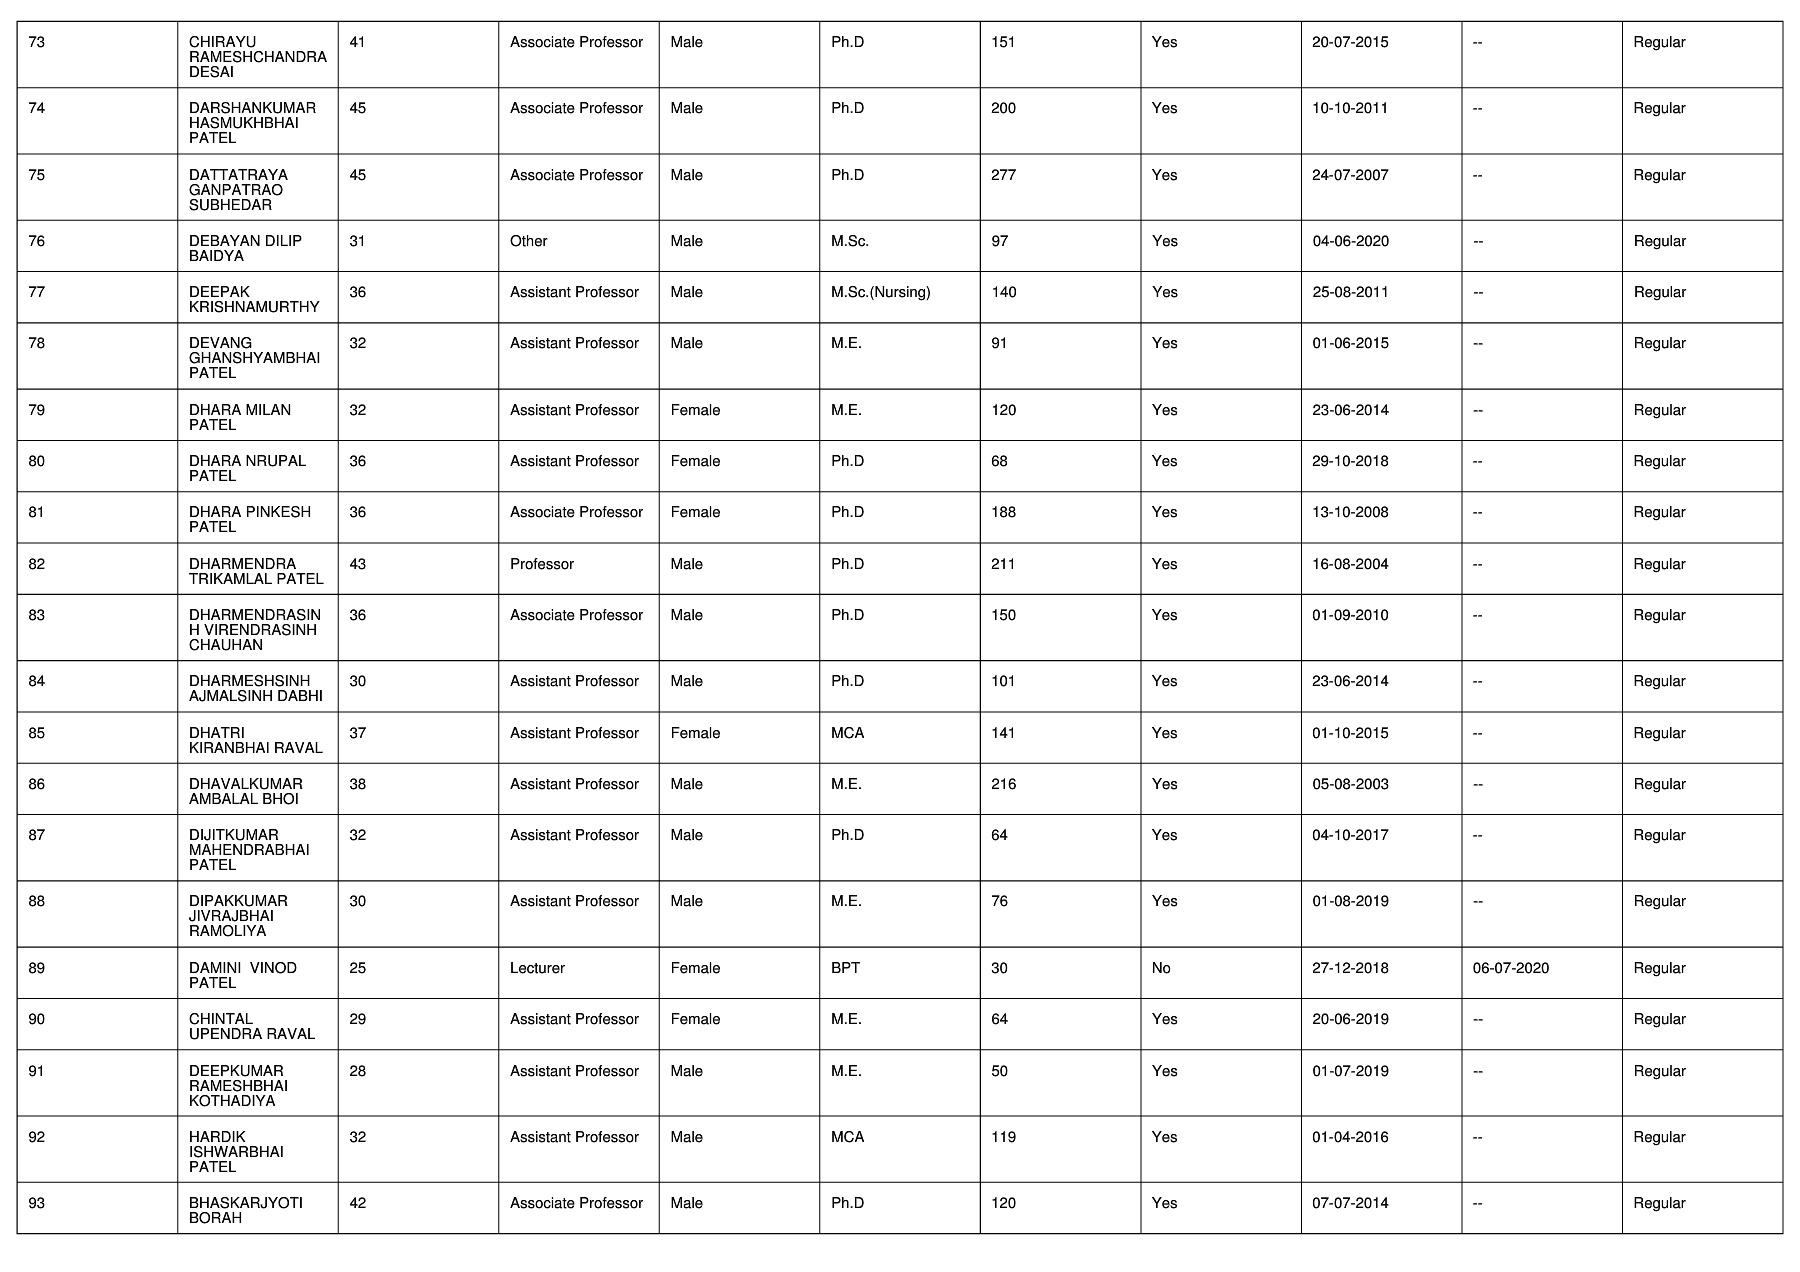 73 CHIRAYU 41 Associate Professor Male Ph.D 151 Yes 20-07-2015 -- Regular
RAMESHCHANDRA
DESAI
74 DARSHANKUMAR 45 Associate Professor Male Ph.D 200 Yes 10-10-2011 -- Regular
HASMUKHBHAI
PATEL
75 DATTATRAYA 45 Associate Professor Male Ph.D 277 Yes 24-07-2007 -- Regular
GANPATRAO
SUBHEDAR
76 DEBAYAN DILIP 31 Other Male M.Sc. 97 Yes 04-06-2020 -- Regular
BAIDYA
77 DEEPAK 36 Assistant Professor Male M.Sc.(Nursing) 140 Yes 25-08-2011 -- Regular
KRISHNAMURTHY
78 DEVANG 32 Assistant Professor Male M.E. 91 Yes 01-06-2015 -- Regular
GHANSHYAMBHAI
PATEL
79 DHARA MILAN 32 Assistant Professor Female M.E. 120 Yes 23-06-2014 -- Regular
PATEL
80 DHARA NRUPAL 36 Assistant Professor Female Ph.D 68 Yes 29-10-2018 -- Regular
PATEL
81 DHARA PINKESH 36 Associate Professor Female Ph.D 188 Yes 13-10-2008 -- Regular
PATEL
82 DHARMENDRA 43 Professor Male Ph.D 211 Yes 16-08-2004 -- Regular
TRIKAMLAL PATEL
83 DHARMENDRASIN 36 Associate Professor Male Ph.D 150 Yes 01-09-2010 -- Regular
H VIRENDRASINH
CHAUHAN
84 DHARMESHSINH 30 Assistant Professor Male Ph.D 101 Yes 23-06-2014 -- Regular
AJMALSINH DABHI
85 DHATRI 37 Assistant Professor Female MCA 141 Yes 01-10-2015 -- Regular
KIRANBHAI RAVAL
86 DHAVALKUMAR 38 Assistant Professor Male M.E. 216 Yes 05-08-2003 -- Regular
AMBALAL BHOI
87 DIJITKUMAR 32 Assistant Professor Male Ph.D 64 Yes 04-10-2017 -- Regular
MAHENDRABHAI
PATEL
88 DIPAKKUMAR 30 Assistant Professor Male M.E. 76 Yes 01-08-2019 -- Regular
JIVRAJBHAI
RAMOLIYA
89 DAMINI  VINOD 25 Lecturer Female BPT 30 No 27-12-2018 06-07-2020 Regular
PATEL
90 CHINTAL 29 Assistant Professor Female M.E. 64 Yes 20-06-2019 -- Regular
UPENDRA RAVAL
91 DEEPKUMAR 28 Assistant Professor Male M.E. 50 Yes 01-07-2019 -- Regular
RAMESHBHAI
KOTHADIYA
92 HARDIK 32 Assistant Professor Male MCA 119 Yes 01-04-2016 -- Regular
ISHWARBHAI
PATEL
93 BHASKARJYOTI 42 Associate Professor Male Ph.D 120 Yes 07-07-2014 -- Regular
BORAH